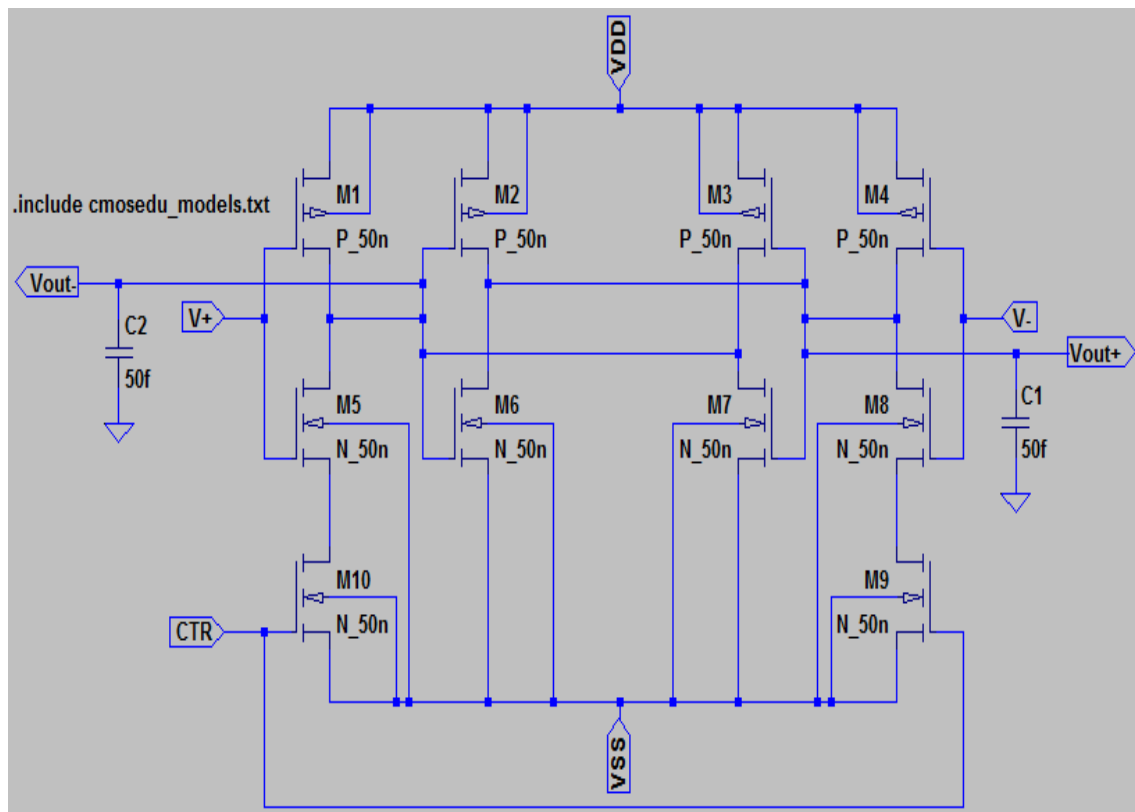 VDD
M1
M2
M3
M4
.include cmosedu_models.txt
P_50n
P_50n
P_50n
P_50n
Vout-
V+
V-
C2
50f
Vout+
M5
M6
M7
M8
C1
N_50n
N_50n
N_50n
N_50n
50f
M10
M9
CTR
N_50n
N_50n
VSS